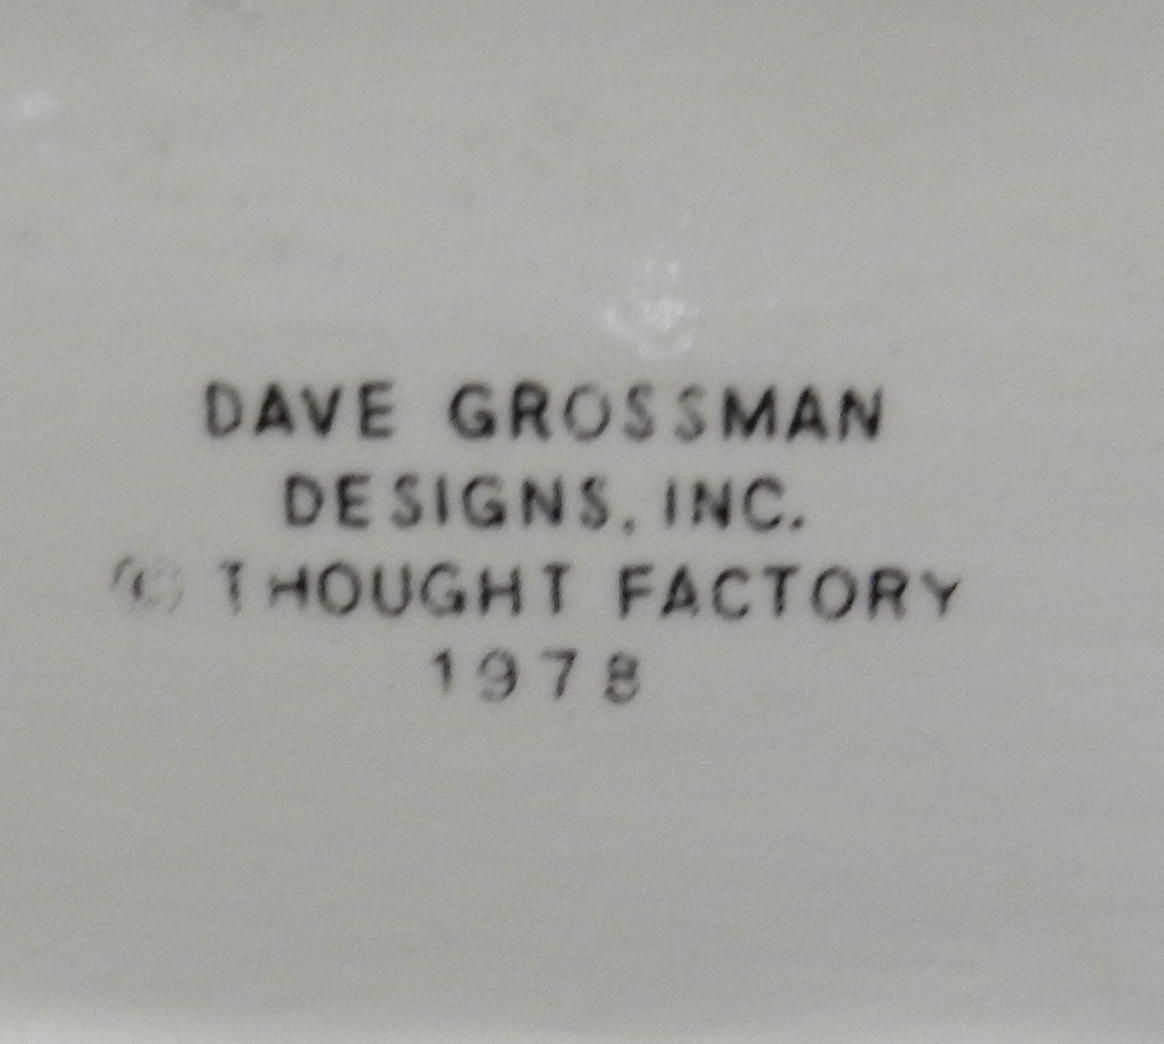 DAVE GROSSMAN
DESIGNS, INC.
© THOUGHT FACTORY
1978